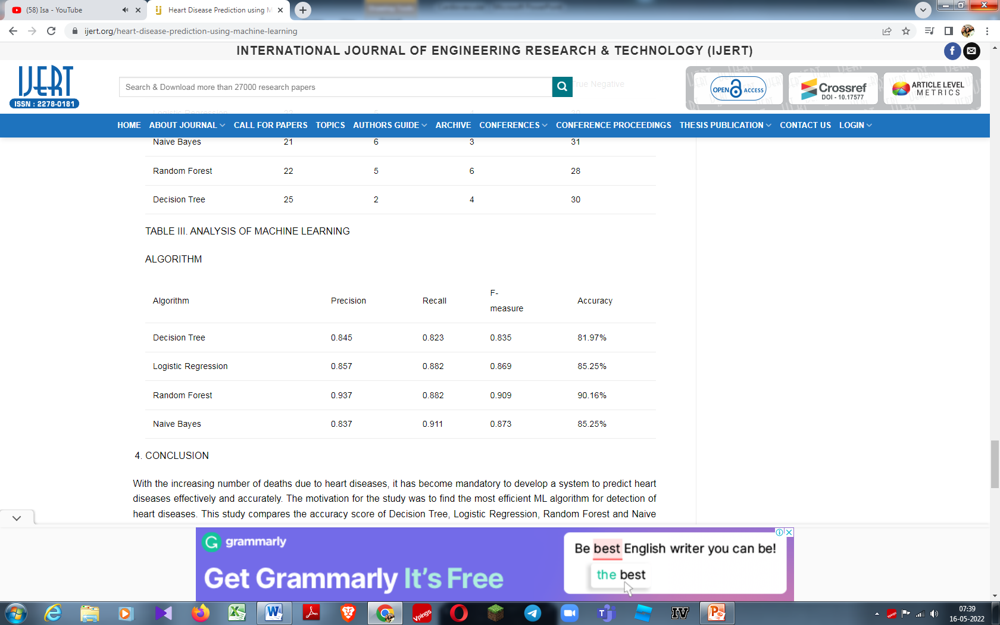 (58) Isa - YouTube
Heart Disease Prediction using M
ijert.org/heart-disease-prediction-using-machine-learning
INTERNATIONAL JOURNAL OF ENGINEERING RESEARCH & TECHNOLOGY (IJERT)
IJERT
ISSN : 2278-0181
Search & Download more than 27000 research papers
True Negative
OPEN ACCESS
Crossref
DOI - 10.17577
ARTICLE LEVEL
METRICS
Logistic Regression 22 5 4 30
HOME ABOUT JOURNAL CALL FOR PAPERS TOPICS AUTHORS GUIDE ARCHIVE CONFERENCES CONFERENCE PROCEEDINGS THESIS PUBLICATION CONTACT US LOGIN
Naive Bayes 21 6 3 31
Random Forest 22 5 6 28
Decision Tree 25 2 4 30
TABLE III. ANALYSIS OF MACHINE LEARNING
ALGORITHM
Algorithm Precision Recall F-measure Accuracy
Decision Tree 0.845 0.823 0.835 81.97%
Logistic Regression 0.857 0.882 0.869 85.25%
Random Forest 0.937 0.882 0.909 90.16%
Naive Bayes 0.837 0.911 0.873 85.25%
4. CONCLUSION
With the increasing number of deaths due to heart diseases, it has become mandatory to develop a system to predict heart
diseases effectively and accurately. The motivation for the study was to find the most efficient ML algorithm for detection of
heart diseases. This study compares the accuracy score of Decision Tree, Logistic Regression, Random Forest and Naive
grammarly
Get Grammarly It's Free
Be best English writer you can be!
the best
Vpings
IV
07:39
16-05-2022